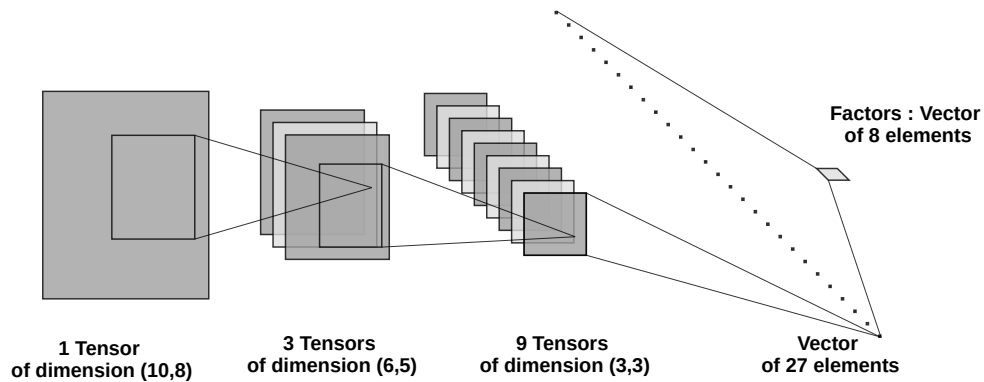 Factors : Vector
of 8 elements
1 Tensor
of dimension (10,8)
3 Tensors
of dimension (6,5)
9 Tensors
of dimension (3,3)
Vector
of 27 elements